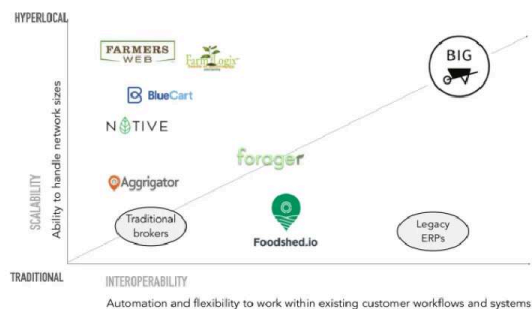 HYPERLOCAL
FARMERS
WEB
FarmLogix
BIG
BlueCart
NATIVE
forager
Aggrigator
Traditional
brokers
Foodshed.io
Legacy
ERPs
SCALABILITY
Ability to handle network sizes
TRADITIONAL
INTEROPERABILITY
Automation and flexibility to work within existing customer workflows and systems